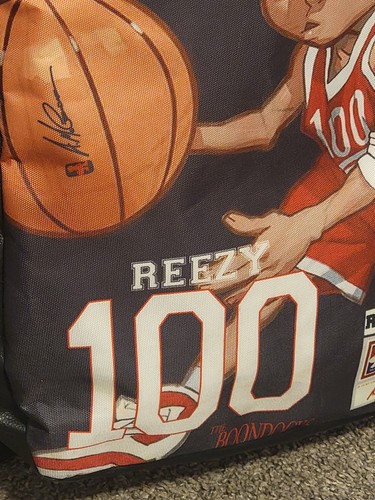 100
REEZY
100
THE
BOONDOCKS
R